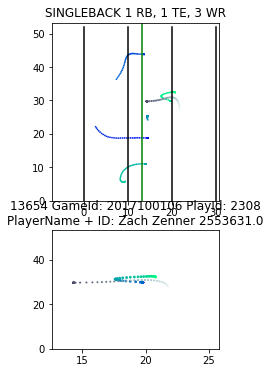 SINGLEBACK 1 RB, 1 TE, 3 WR
50
40
30
20
10
0
0 10 20 30
13654 GameId: 2017100106 PlayId: 2308
PlayerName + ID: Zach Zenner 2553631.0
40
20
0
15 20 25